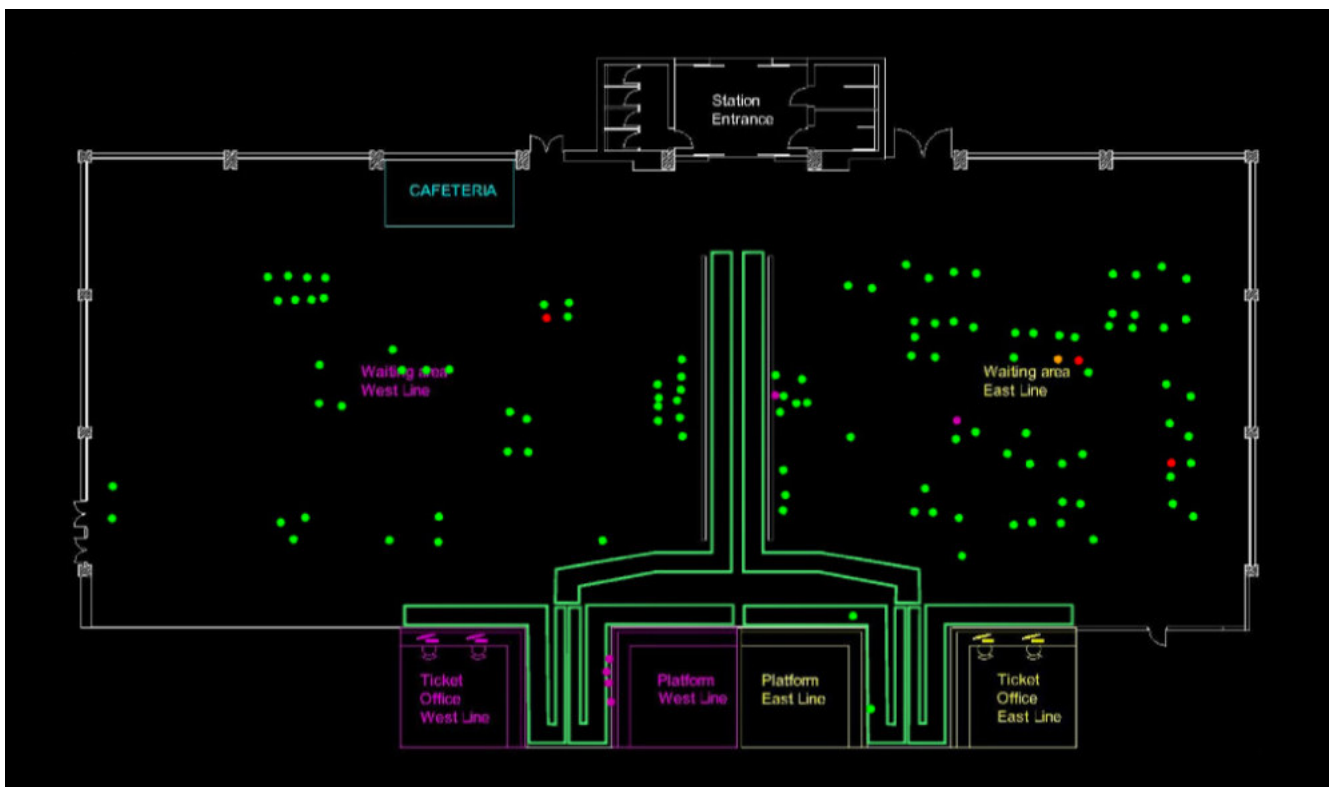 Station
Entrance
CAFETERIA
Waiting area
West Line
Waiting area
East Line
Ticket
Office
West Line
Platform
West Line
Platform
East Line
Ticket
Office
East Line